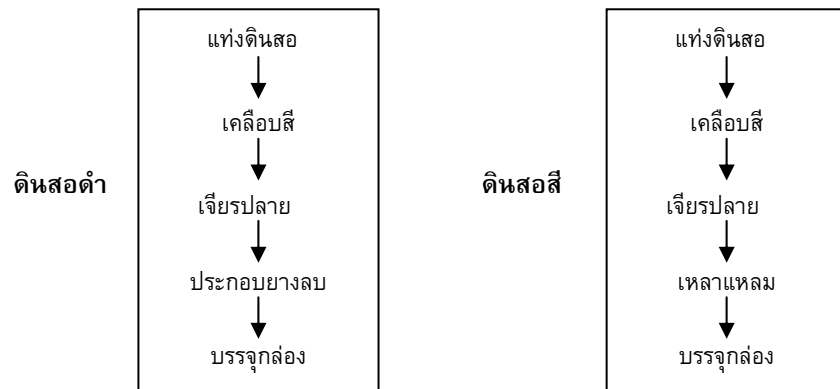 ดินสอดำ
แท่งดินสอ
เคลือบสี
เจียรปลาย
ประกอบยางลบ
บรรจุกล่อง
ดินสอสี
แท่งดินสอ
เคลือบสี
เจียรปลาย
เหลาแหลม
บรรจุกล่อง